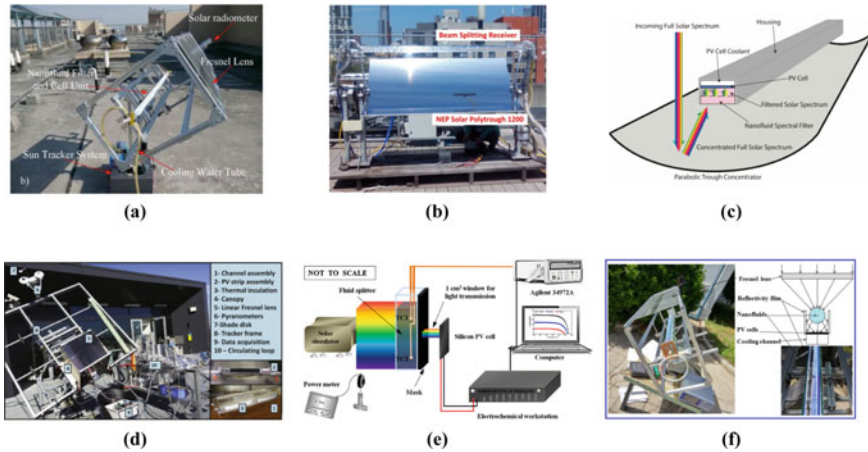 Solar radiometer
Fresnel Lens
Nanofluid Filter
and Cell Unit
Sun Tracker System
Cooling Water Tube
b)
(a)
Beam Splitting Receiver
NEP Solar Polytrough 1200
(b)
Incoming Full Solar Spectrum
Housing
PV Cell Coolant
PV Cell
Filtered Solar Spectrum
Nanofluid Spectral Filter
Concentrated Full Solar Spectrum
Parabolic Trough Concentrator
(c)
1- Channel assembly
2- PV strip assembly
3- Thermal insulation
4- Canopy
5- Linear Fresnel lens
6- Pyranometers
7-Shade disk
8- Tracker frame
9- Data acquisition
10 – Circulating loop
(d)
NOT TO SCALE
Fluid splitter
1 cm² window for
light transmission
Agilent 34972A
TC1
TC2
Solar
simulator
Silicon PV cell
Computer
Power meter
Mask
Electrochemical workstation
(e)
Fresnel lens
Reflectivity film
Nanofluids
PV cells
Cooling channel
(f)